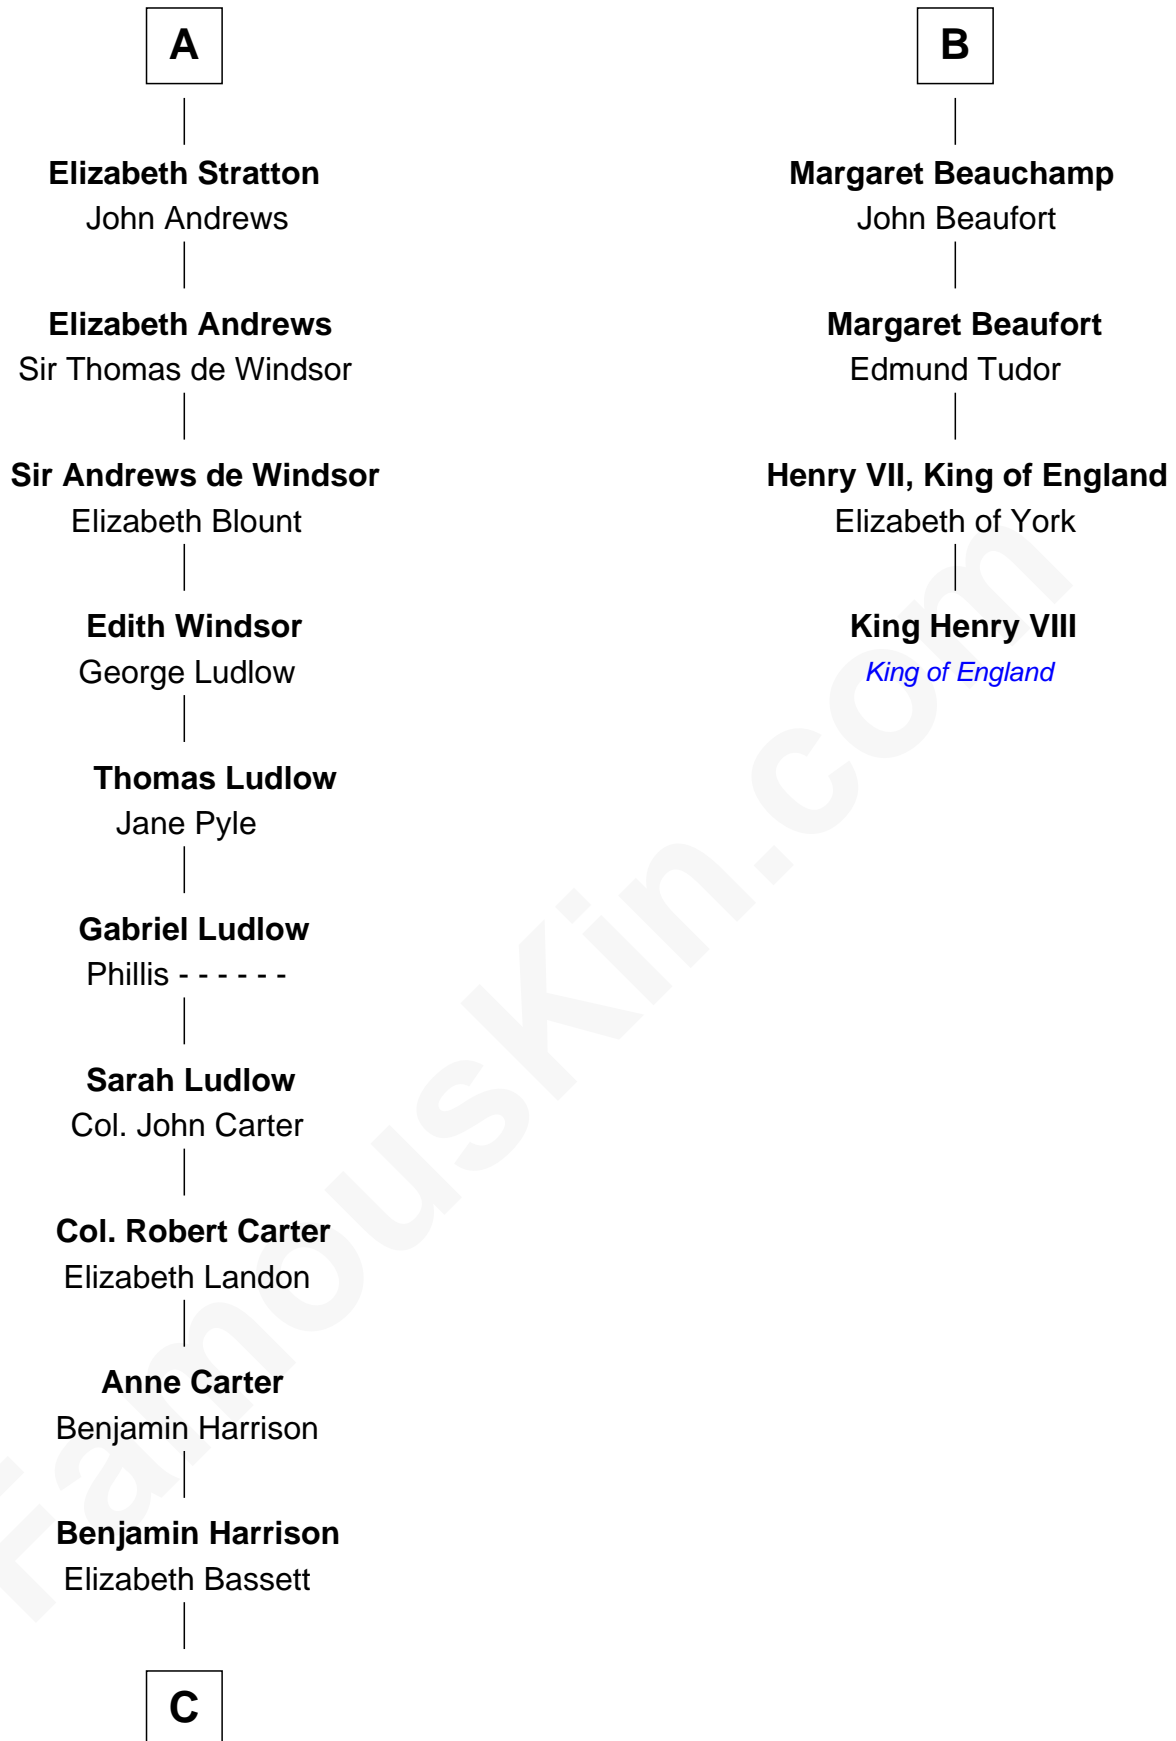 A
Elizabeth Stratton
John Andrews
Elizabeth Andrews
Sir Thomas de Windsor
Sir Andrews de Windsor
Elizabeth Blount
Edith Windsor
George Ludlow
Thomas Ludlow
Jane Pyle
Gabriel Ludlow
Phillis - - - - - -
Sarah Ludlow
Col. John Carter
Col. Robert Carter
Elizabeth Landon
Anne Carter
Benjamin Harrison
Benjamin Harrison
Elizabeth Bassett
C
B
Margaret Beauchamp
John Beaufort
Margaret Beaufort
Edmund Tudor
Henry VII, King of England
Elizabeth of York
King Henry VIII
King of England
FamousKin.com